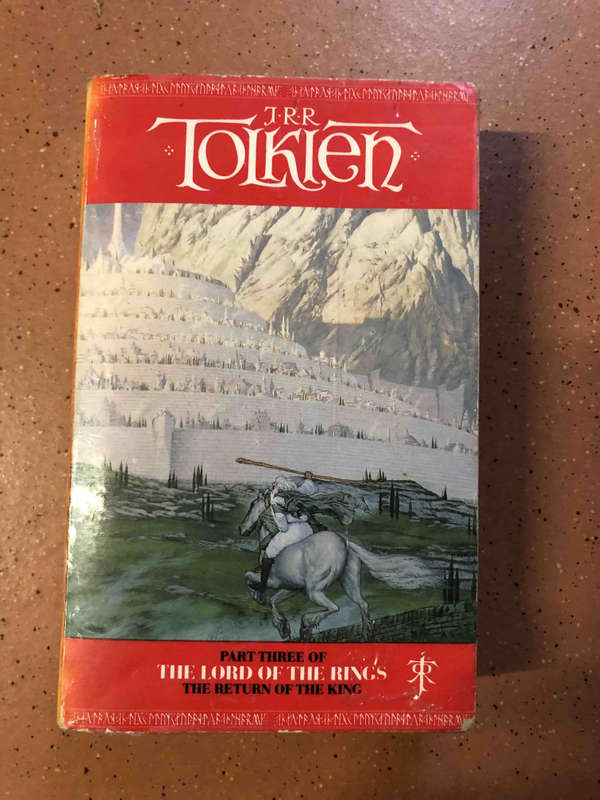 J·R·R
TOLKIEN
PART THREE OF
THE LORD OF THE RINGS
THE RETURN OF THE KING